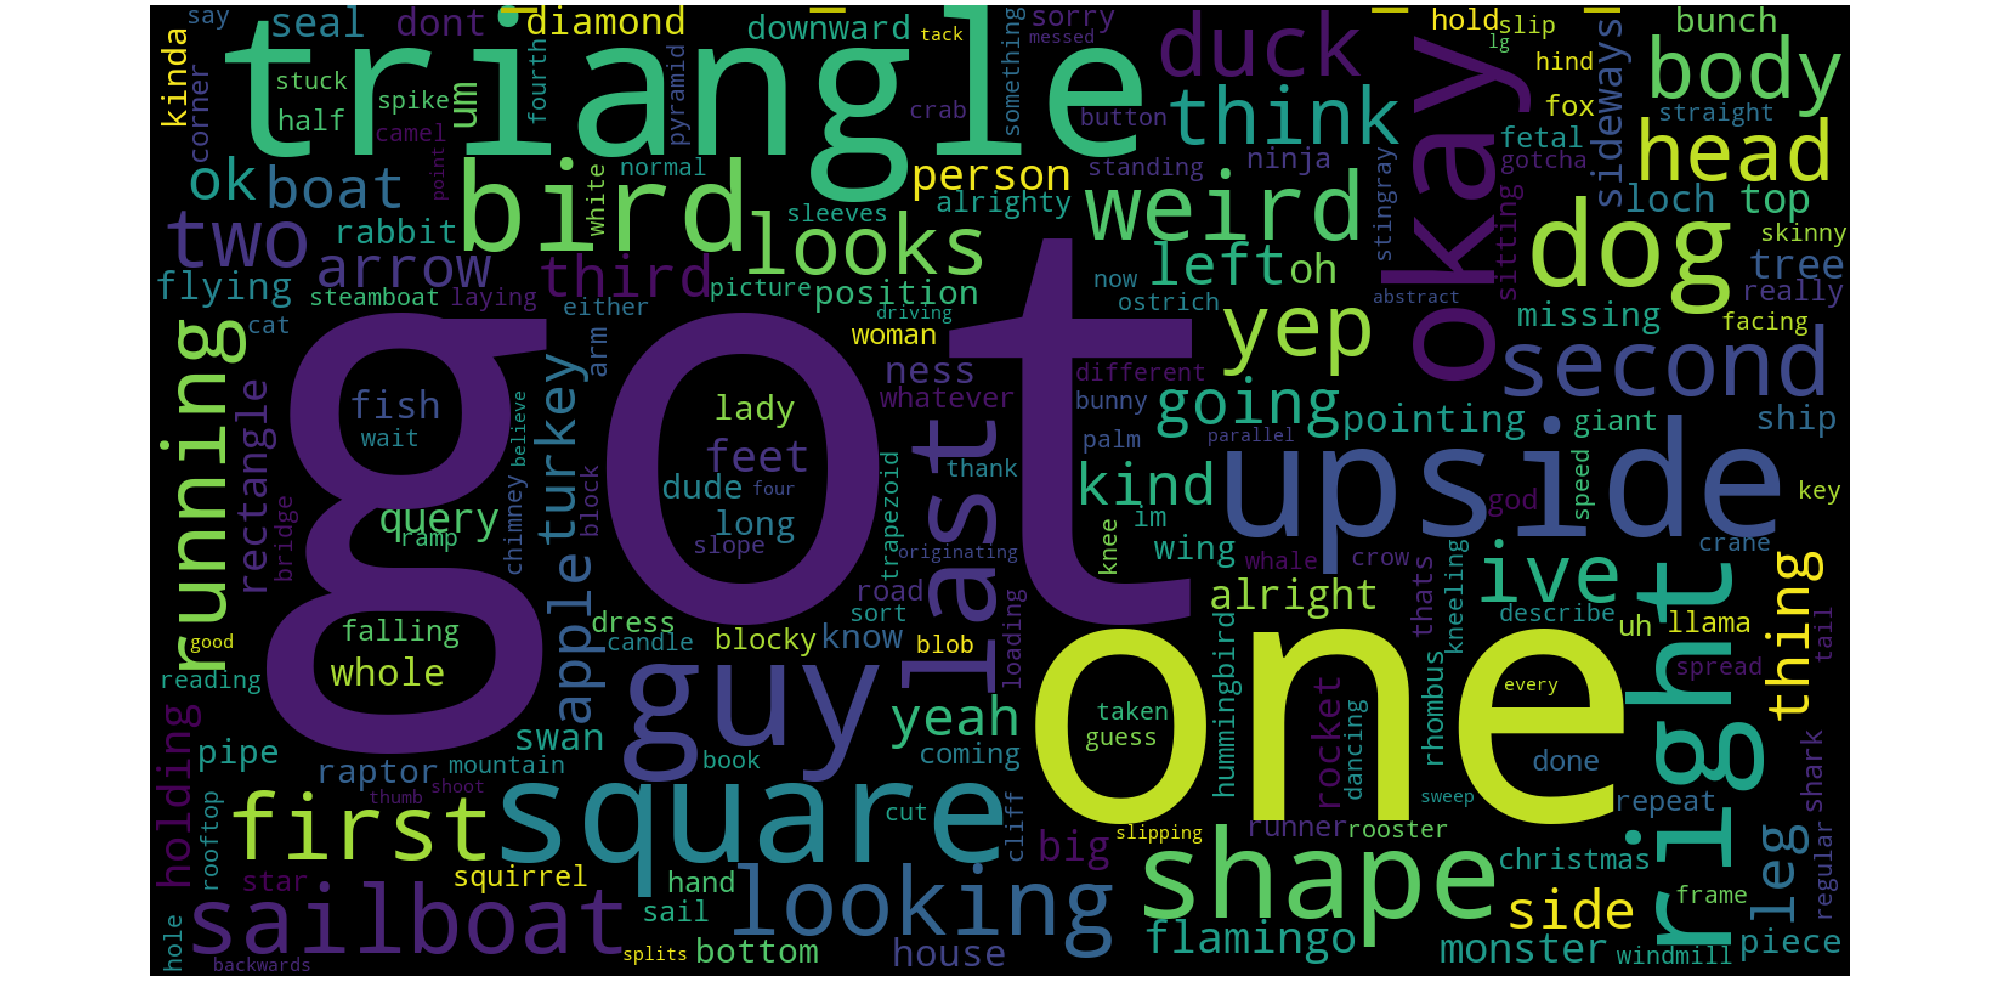 say
seal
dont
diamond
downward
tack
sorry
messed
duck
hold
slip
lg
bunch
kinda
corner
stuck
half
spike
um
fourth
triangle
pyramid
crab
something
button
think
okay
hind
fox
sideways
body
straight
camel
point
normal
white
person
standing
ninja
fetal
gotcha
head
ok
boat
bird
sleeves
alrighty
weird
stingray
sitting
loch
top
two
rabbit
arrow
third
looks
left
oh
dog
skinny
tree
really
flying
steamboat
laying
either
picture
position
driving
now
ostrich
abstract
yep
missing
facing
cat
running
rectangle
arm
woman
ness
whatever
different
bunny
going
pointing
second
giant
ship
fish
wait
got
believe
turkey
lady
feet
dude
four
long
slope
last
thank
palm
parallel
kind
upside
speed
key
god
query
ramp
bridge
chimney
block
trapezoid
originating
knee
im
wing
whale
crow
crane
ive
thing
apple
road
sort
alright
thats
kneeling
describe
right
uh
llama
tail
good
falling
whole
dress
candle
blocky
know
blob
loading
one
hummingbird
rhombus
every
spread
reading
holding
pipe
swan
guy
yeah
coming
taken
guess
rocket
dancing
done
shark
raptor
mountain
book
thumb
shoot
rooftop
first
square
cut
cliff
big
slipping
runner
rooster
sweep
repeat
star
squirrel
hand
sail
looking
shape
christmas
leg
regular
frame
side
hole
sailboat
backwards
splits
bottom
house
flamingo
monster
windmill
piece